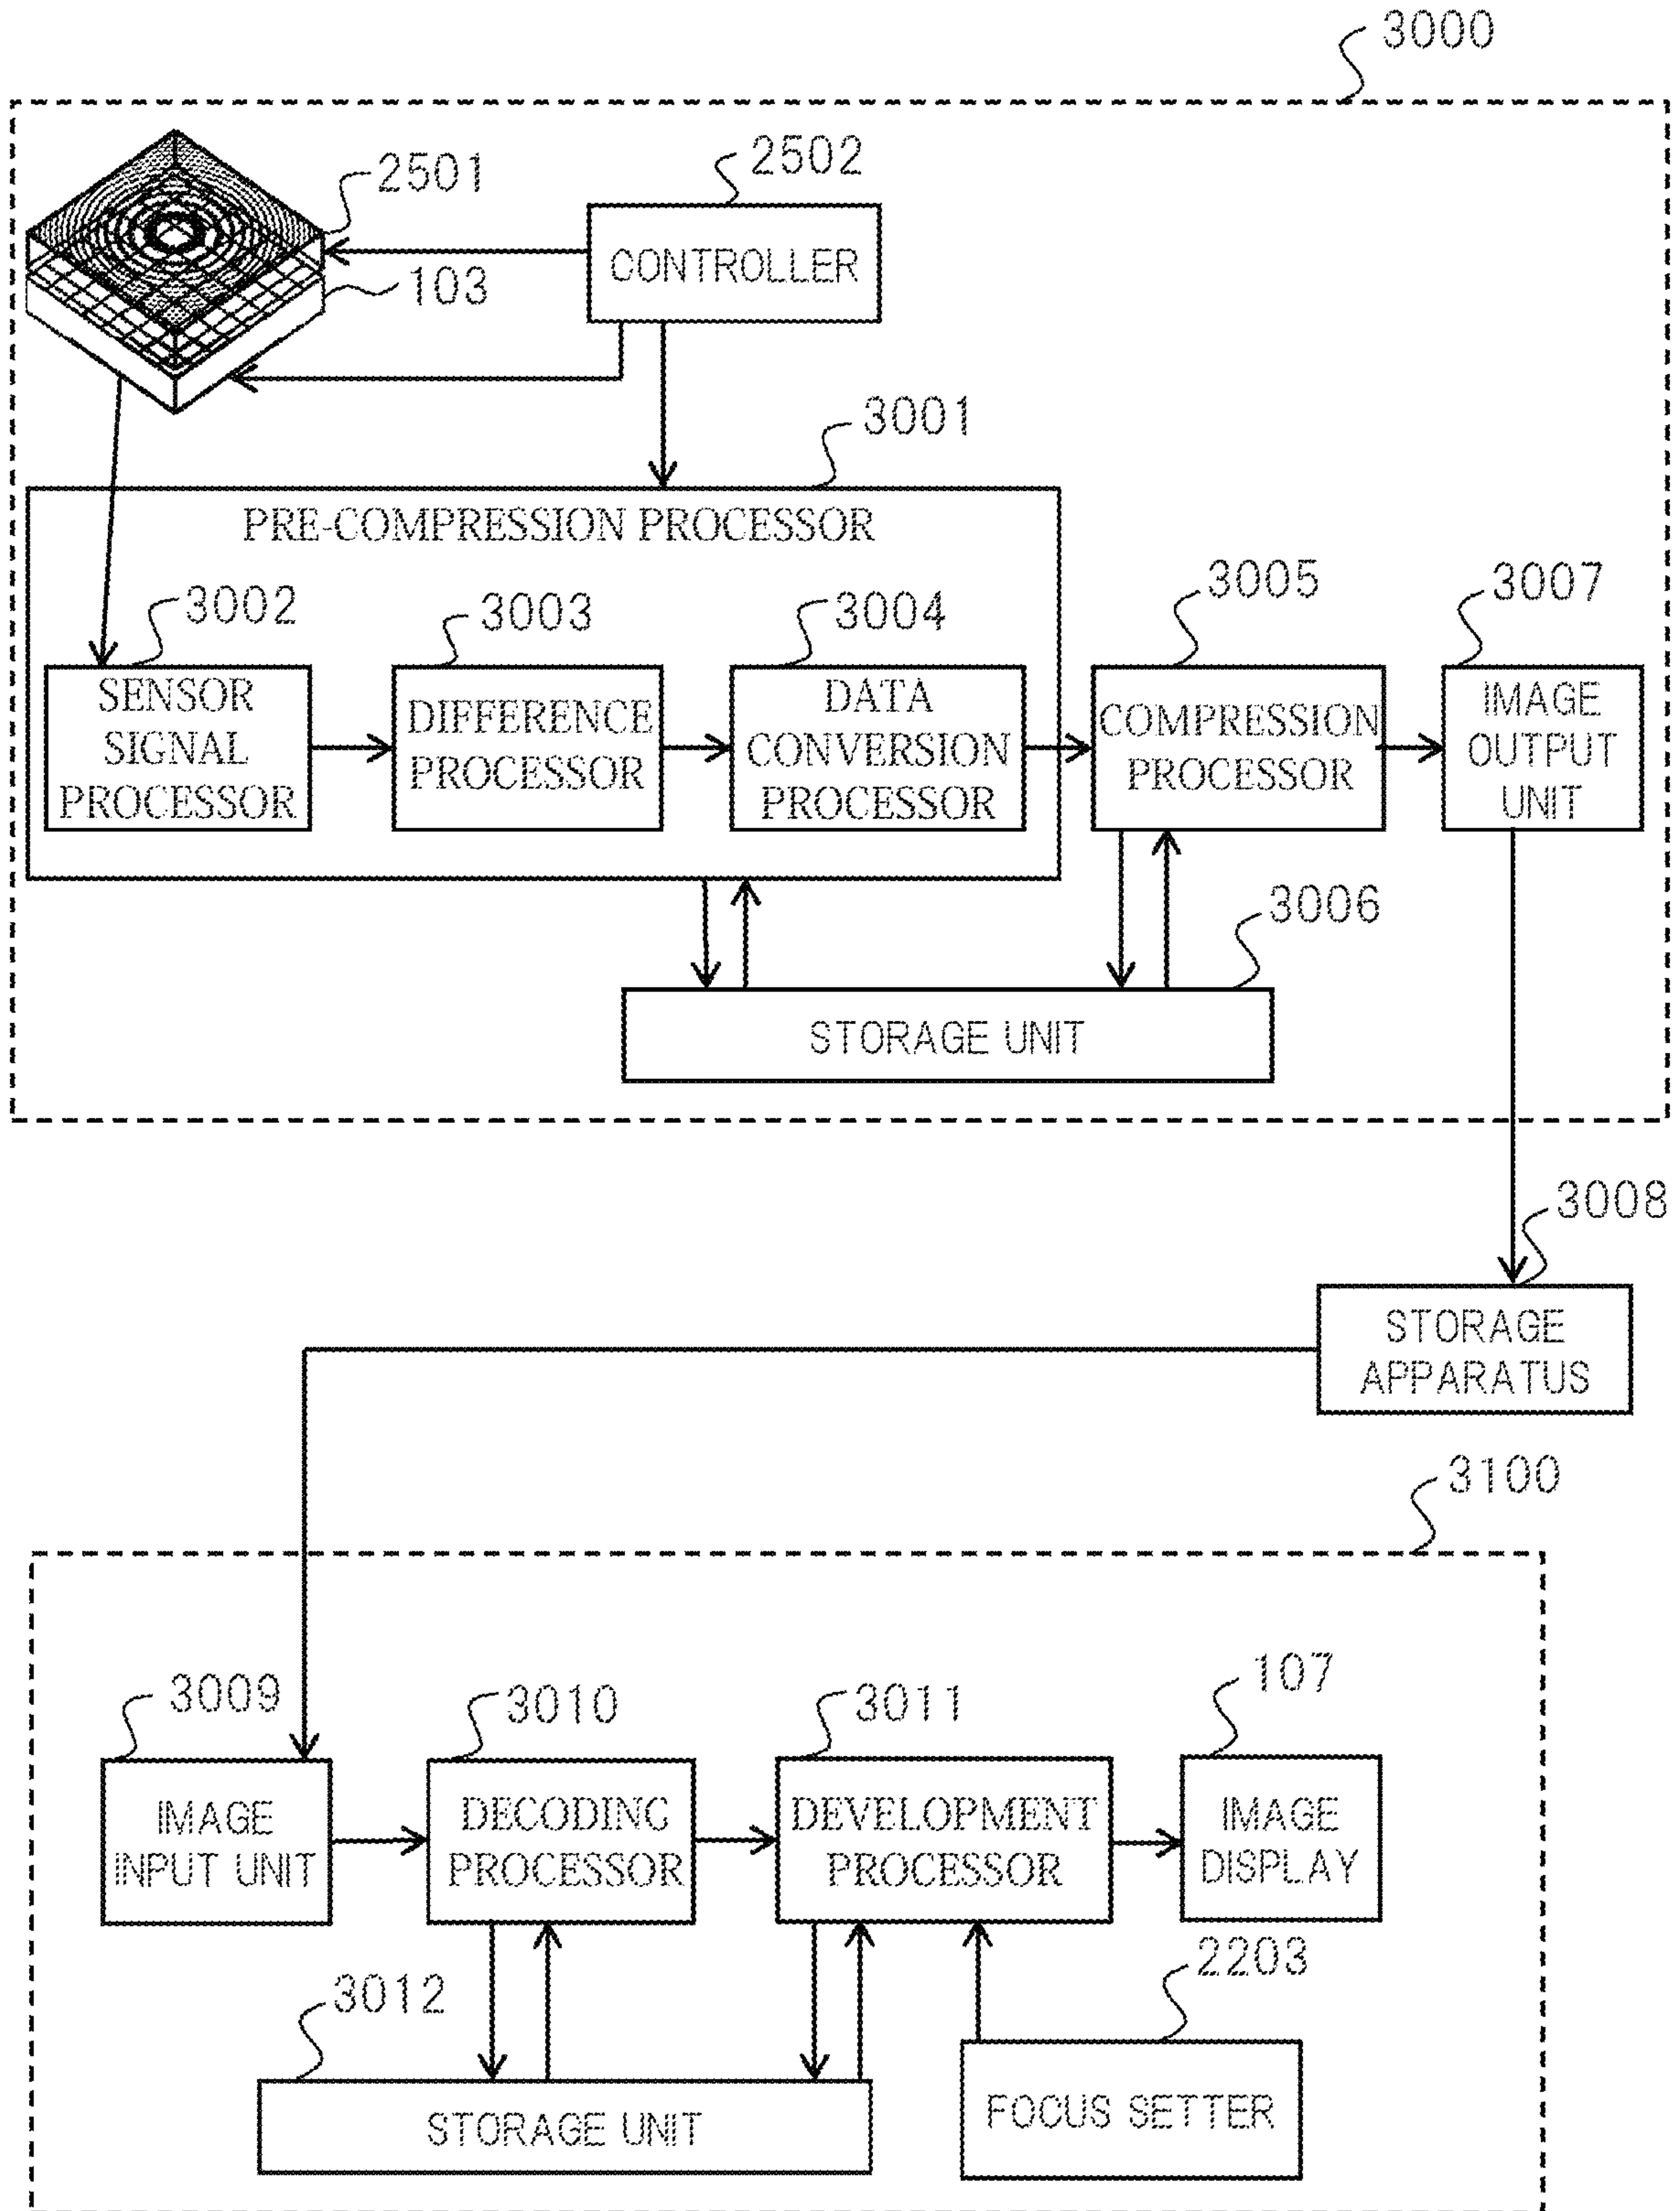 3000
2501
2502
CONTROLLER
103
3001
PRE-COMPRESSION PROCESSOR
3002
3003
3004
3005
3007
SENSOR
SIGNAL
PROCESSOR
DIFFERENCE
PROCESSOR
DATA
CONVERSION
PROCESSOR
COMPRESSION
PROCESSOR
IMAGE
OUTPUT
UNIT
3006
STORAGE UNIT
3008
STORAGE
APPARATUS
3100
3009
3010
3011
107
IMAGE
INPUT UNIT
DECODING
PROCESSOR
DEVELOPMENT
PROCESSOR
IMAGE
DISPLAY
3012
2203
STORAGE UNIT
FOCUS SETTER